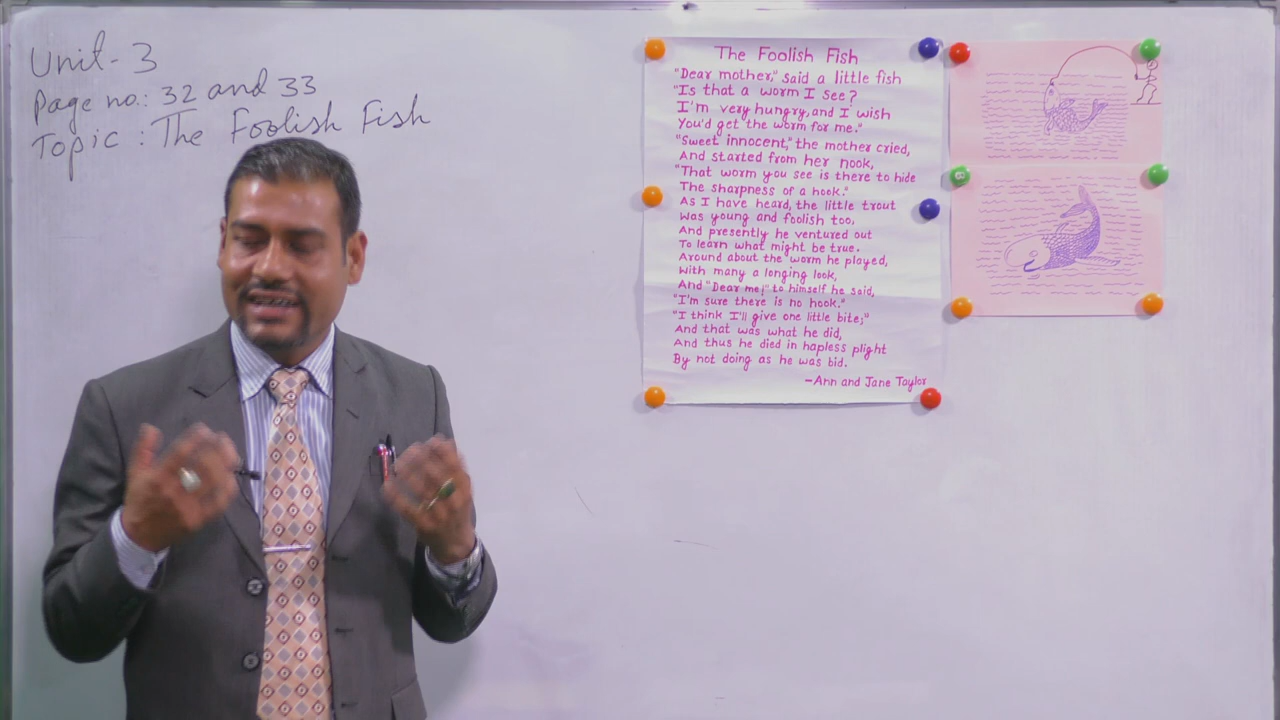 Unit- 3
Page no.: 32 and 33
Topic : The Foolish Fish
The Foolish Fish
"Dear mother," said a little fish
"Is that a worm I see?
I'm very hungry, and I wish
You'd get the worm for me."
"Sweet innocent," the mother cried,
And started from her nook,
"That worm you see is there to hide
The sharpness of a hook."
As I have heard, the little trout
Was young and foolish too,
And presently he ventured out
To learn what might be true.
Around about the worm he played,
With many a longing look,
And "Dear me!" to himself he said,
"I'm sure there is no hook."
"I think I'll give one little bite;"
And that was what he did,
And thus he died in hapless plight
By not doing as he was bid.
-Ann and Jane Taylor